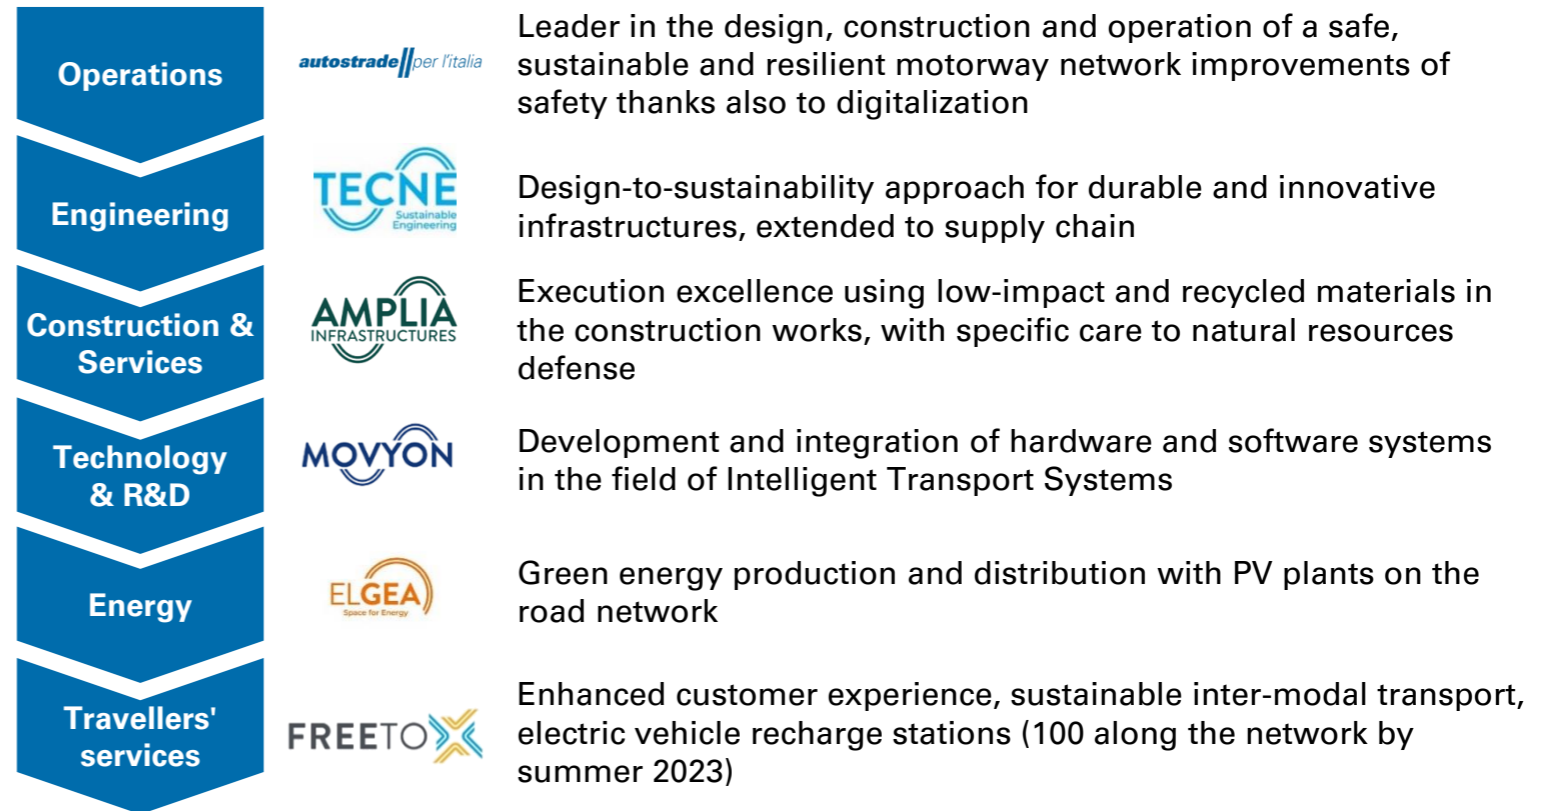 Operations
autostrade//per l'italia
Leader in the design, construction and operation of a safe,
sustainable and resilient motorway network improvements of
safety thanks also to digitalization
Engineering
TECNE
Sustainable
Engineering
Design-to-sustainability approach for durable and innovative
infrastructures, extended to supply chain
Construction &
Services
AMPLIA
INFRASTRUCTURES
Execution excellence using low-impact and recycled materials in
the construction works, with specific care to natural resources
defense
Technology
& R&D
MOVYON
Development and integration of hardware and software systems
in the field of Intelligent Transport Systems
Energy
ELGEA
Space for Energy
Green energy production and distribution with PV plants on the
road network
Travellers'
services
FREETOX
Enhanced customer experience, sustainable inter-modal transport,
electric vehicle recharge stations (100 along the network by
summer 2023)